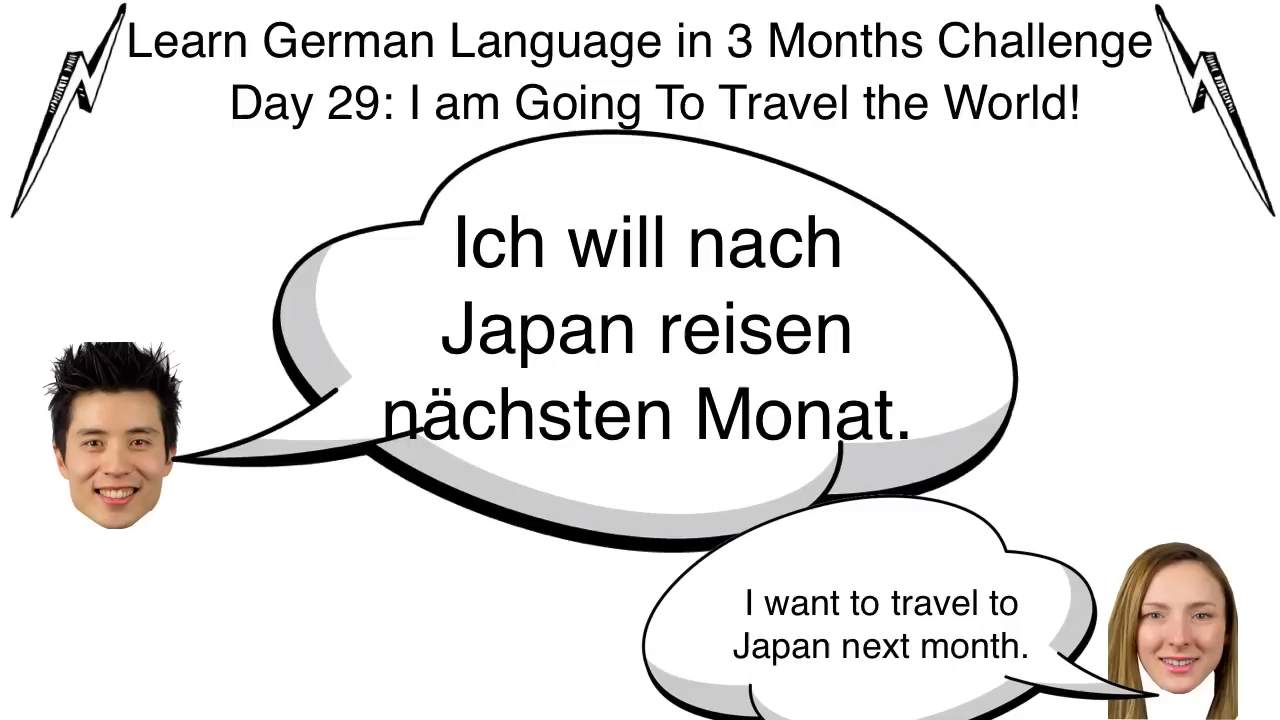 Learn German Language in 3 Months Challenge
Day 29: I am Going To Travel the World!
Ich will nach
Japan reisen
nächsten Monat.
I want to travel to
Japan next month.